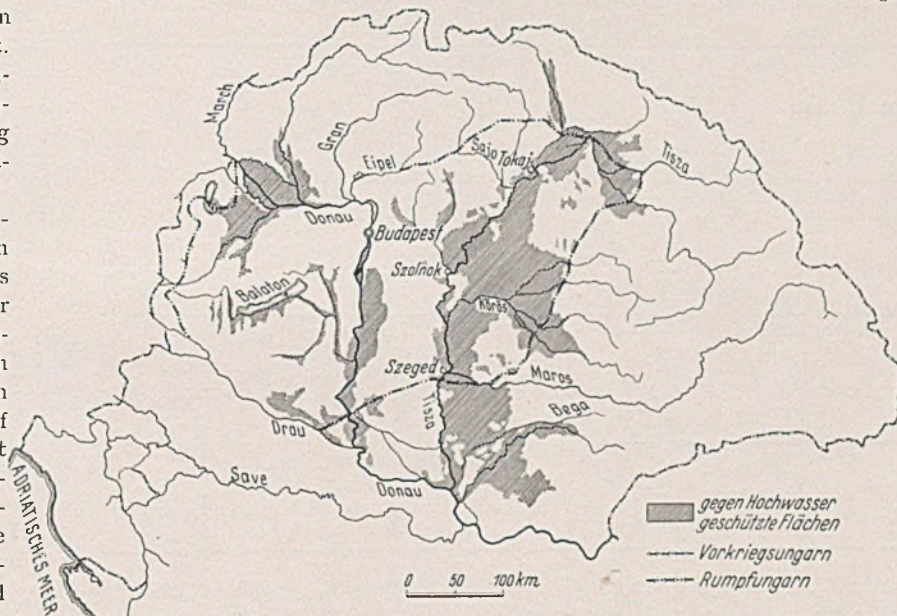 March
Gran
Eipel
Sajo
Tokaj
Tisza
Donau
Budapest
Szolnok
Balaton
Körös
Szeged
Maros
Tisza
Bega
Drau
Save
Donau
ADRIATISCHES MEER
gegen Hochwasser
geschützte Flächen
Vorkriegsungarn
Rumpfungarn
0 50 100 km